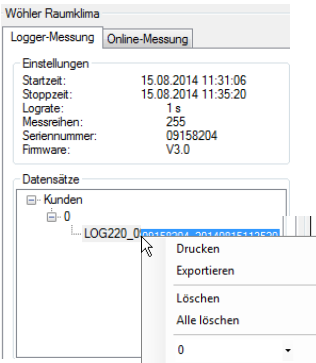 Wöhler Raumklima
Logger-Messung Online-Messung
Einstellungen
Startzeit: 15.08.2014 11:31:06
Stoppzeit: 15.08.2014 11:35:20
Lograte: 1 s
Messreihen: 255
Seriennummer: 09158204
Firmware: V3.0
Datensätze
Kunden
0
LOG220_09158204_20140815113520
Drucken
Exportieren
Löschen
Alle löschen
0